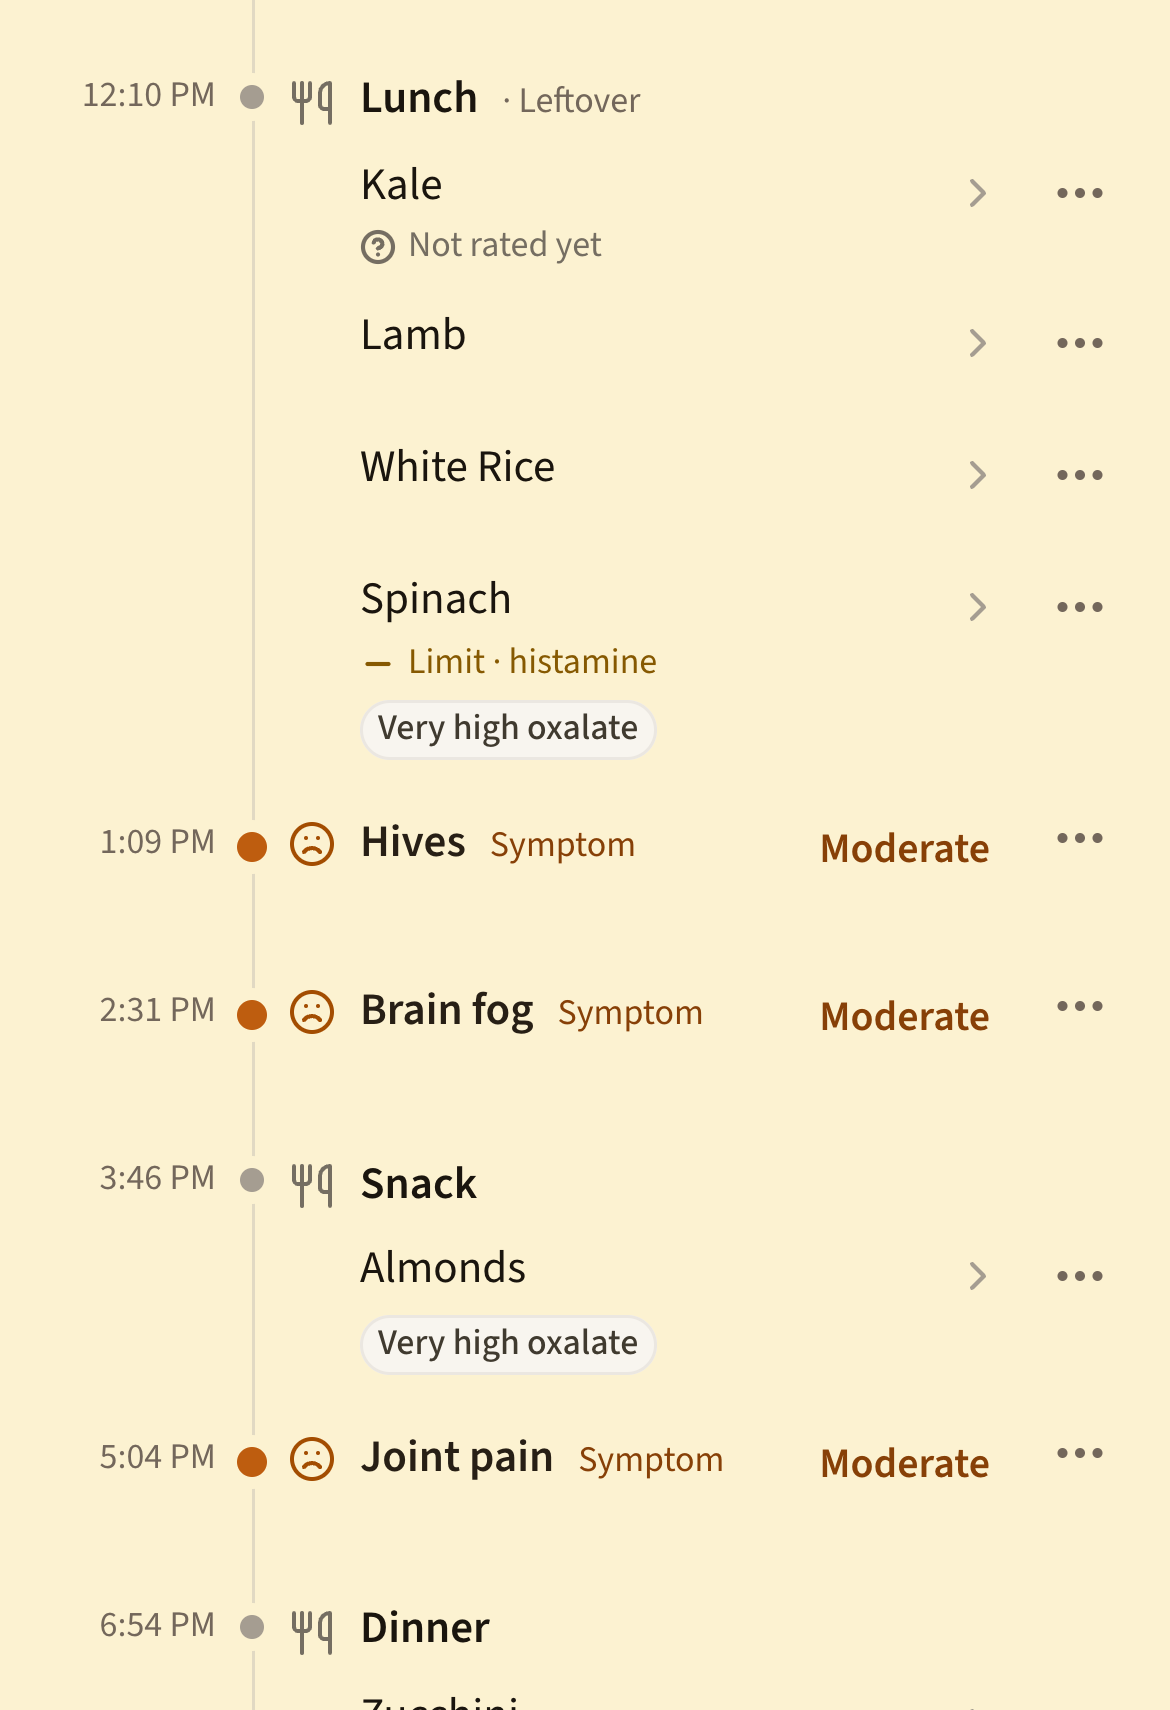 12:10 PM Lunch · Leftover
Kale
Not rated yet
Lamb
White Rice
Spinach
Limit · histamine
Very high oxalate
1:09 PM Hives Symptom Moderate
2:31 PM Brain fog Symptom Moderate
3:46 PM Snack
Almonds
Very high oxalate
5:04 PM Joint pain Symptom Moderate
6:54 PM Dinner
Zucchini